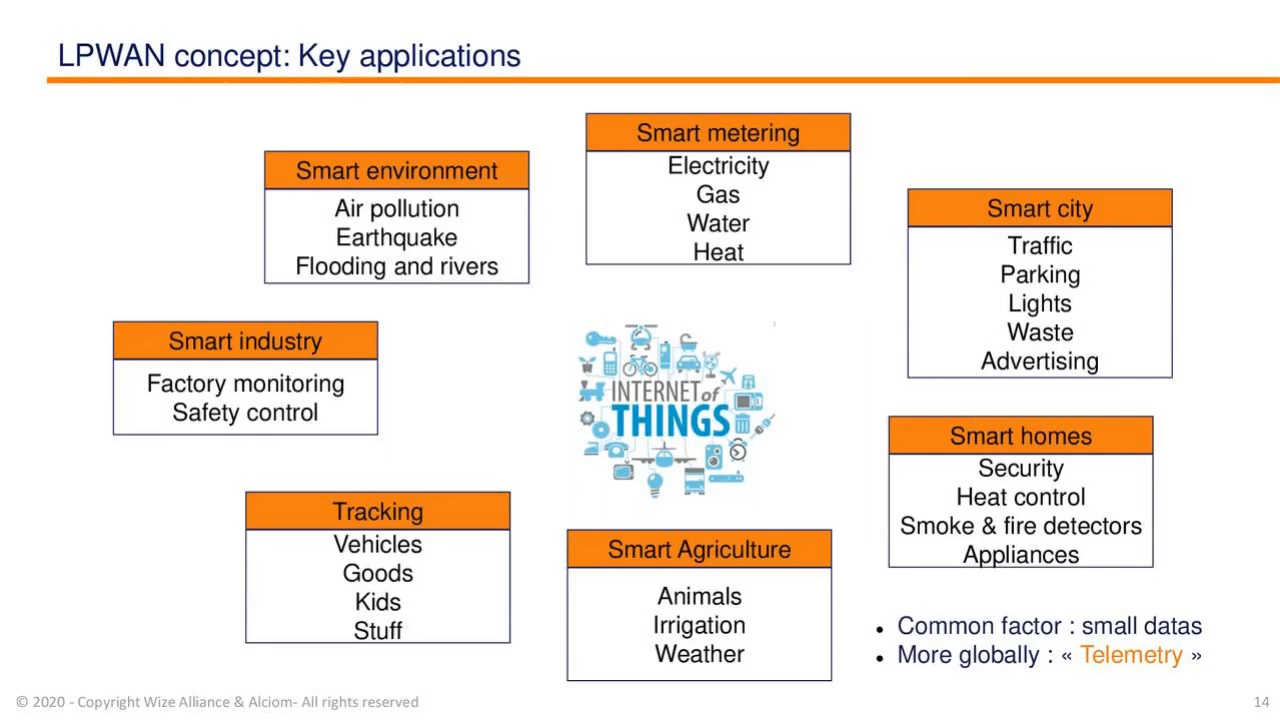 LPWAN concept: Key applications
Smart metering
Electricity
Gas
Water
Heat
Smart environment
Air pollution
Earthquake
Flooding and rivers
Smart city
Traffic
Parking
Lights
Waste
Advertising
Smart industry
Factory monitoring
Safety control
INTERNET of
THINGS
Smart homes
Security
Heat control
Smoke & fire detectors
Appliances
Tracking
Vehicles
Goods
Kids
Stuff
Smart Agriculture
Animals
Irrigation
Weather
• Common factor : small datas
• More globally : « Telemetry »
© 2020 - Copyright Wize Alliance & Alciom- All rights reserved
14